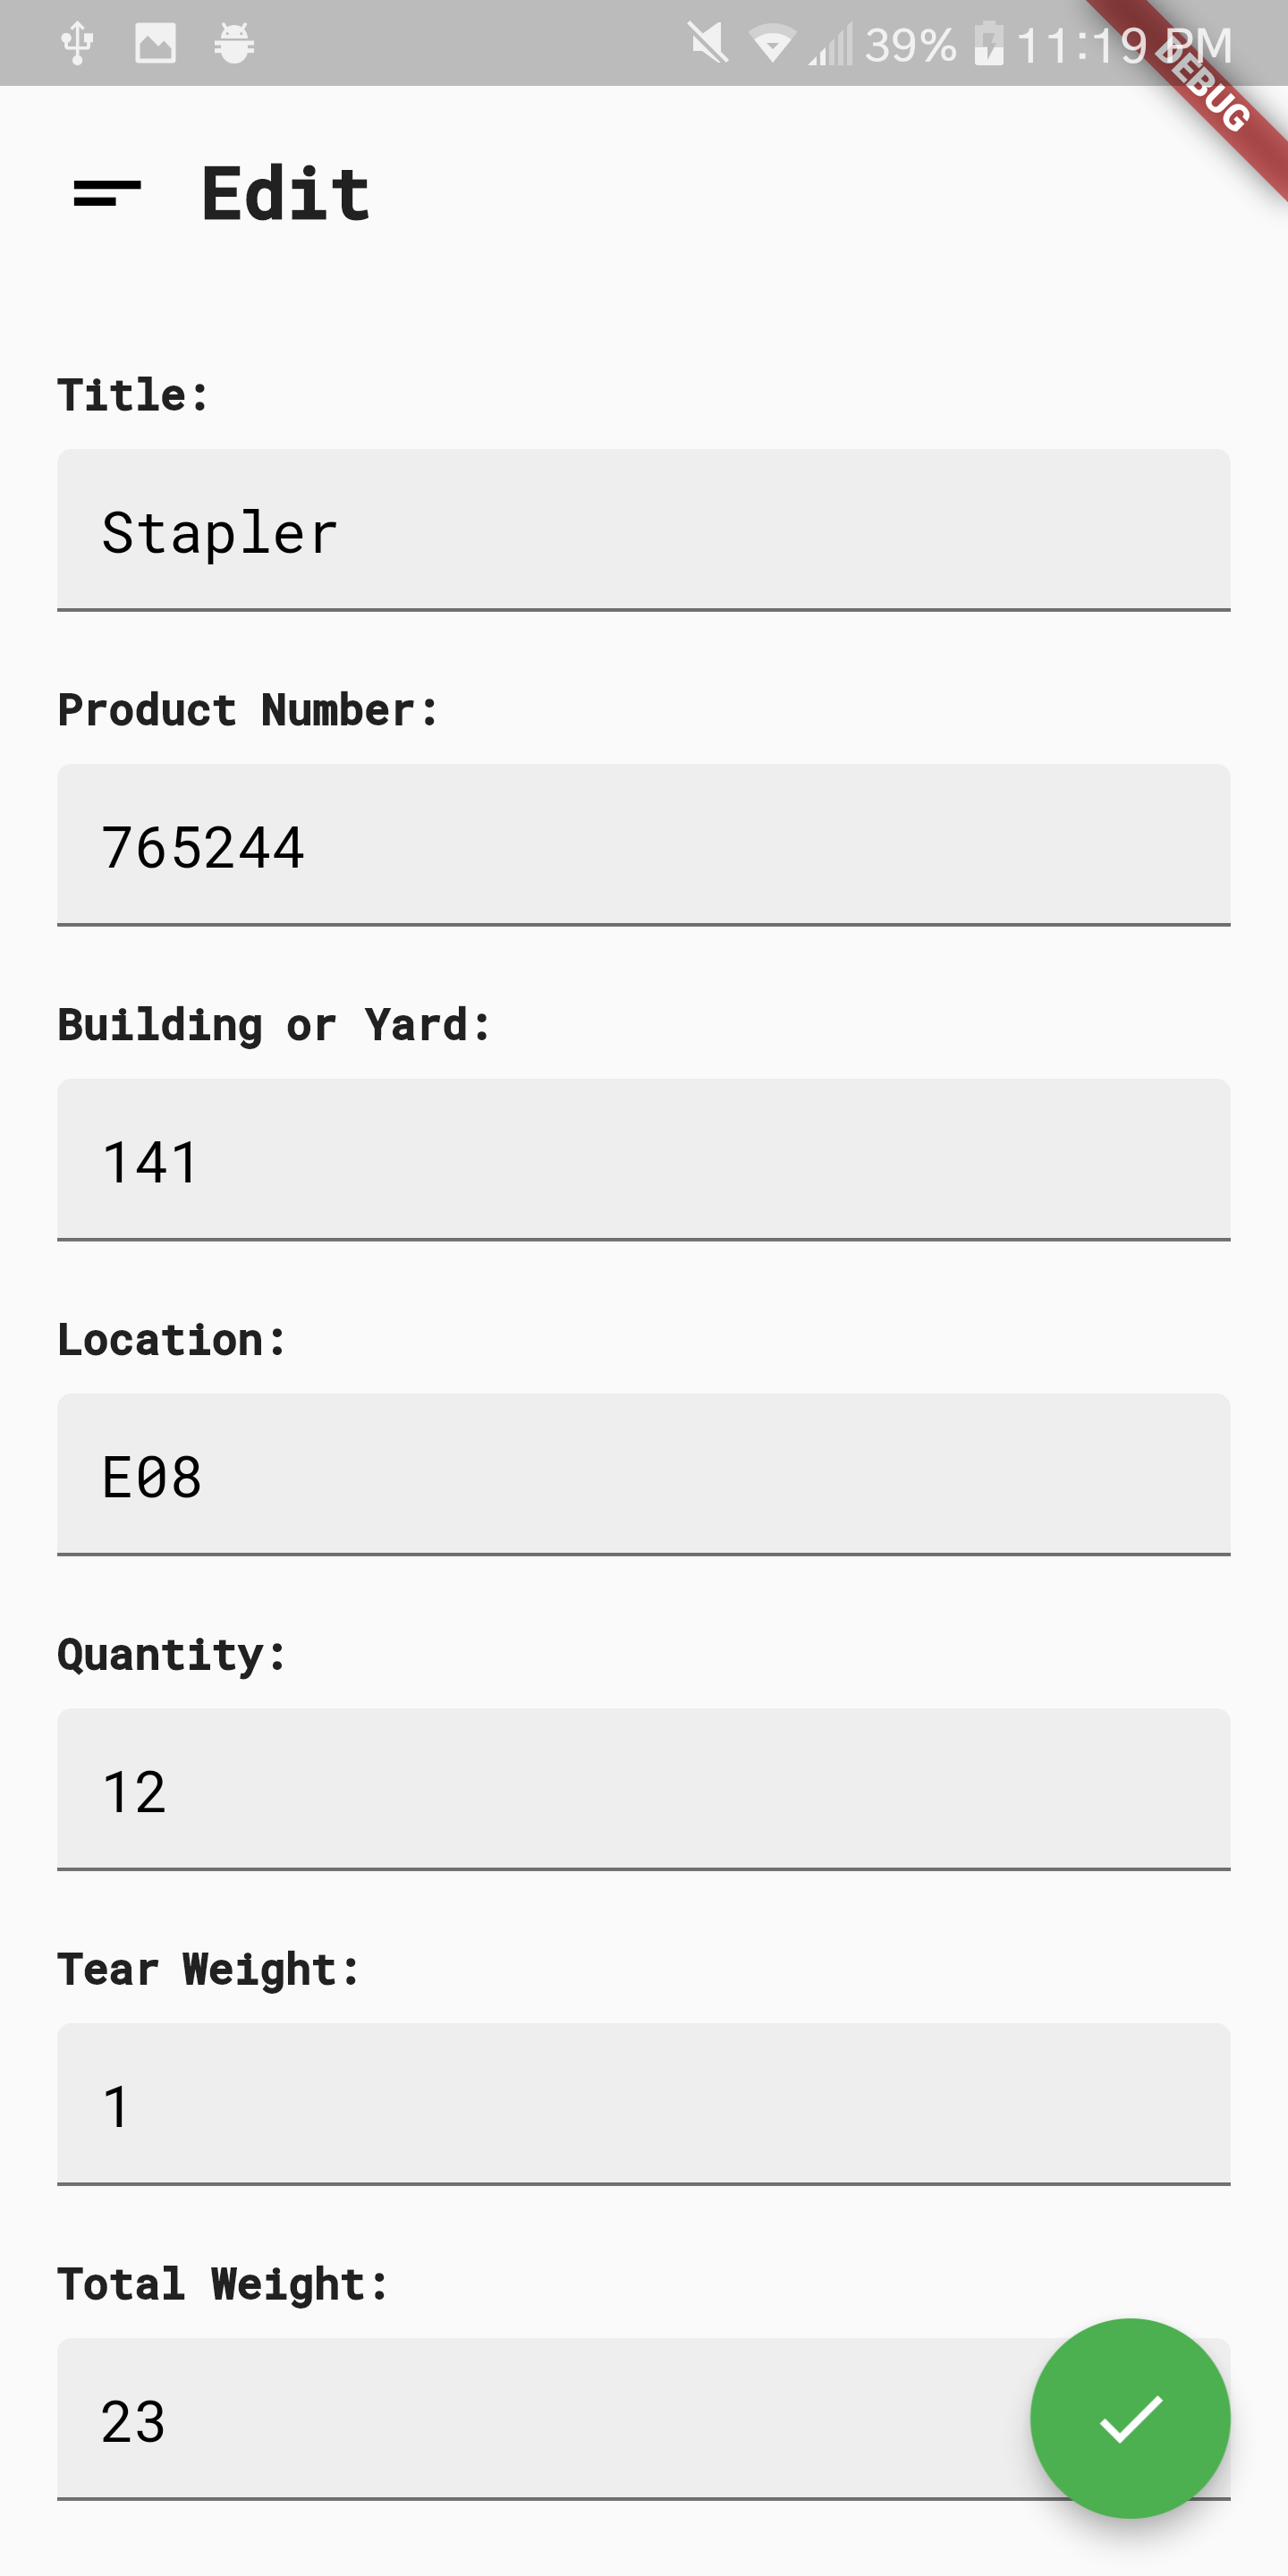 39% 11:19 PM
DEBUG
Edit
Title:
Stapler
Product Number:
765244
Building or Yard:
141
Location:
E08
Quantity:
12
Tear Weight:
1
Total Weight:
23